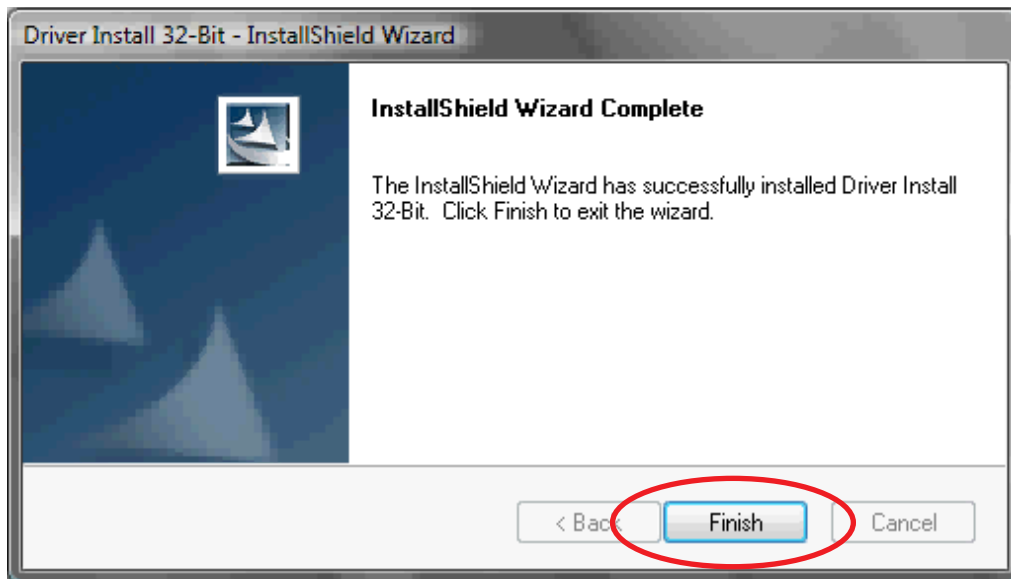 Driver Install 32-Bit - InstallShield Wizard
InstallShield Wizard Complete
The InstallShield Wizard has successfully installed Driver Install
32-Bit. Click Finish to exit the wizard.
< Back Finish Cancel